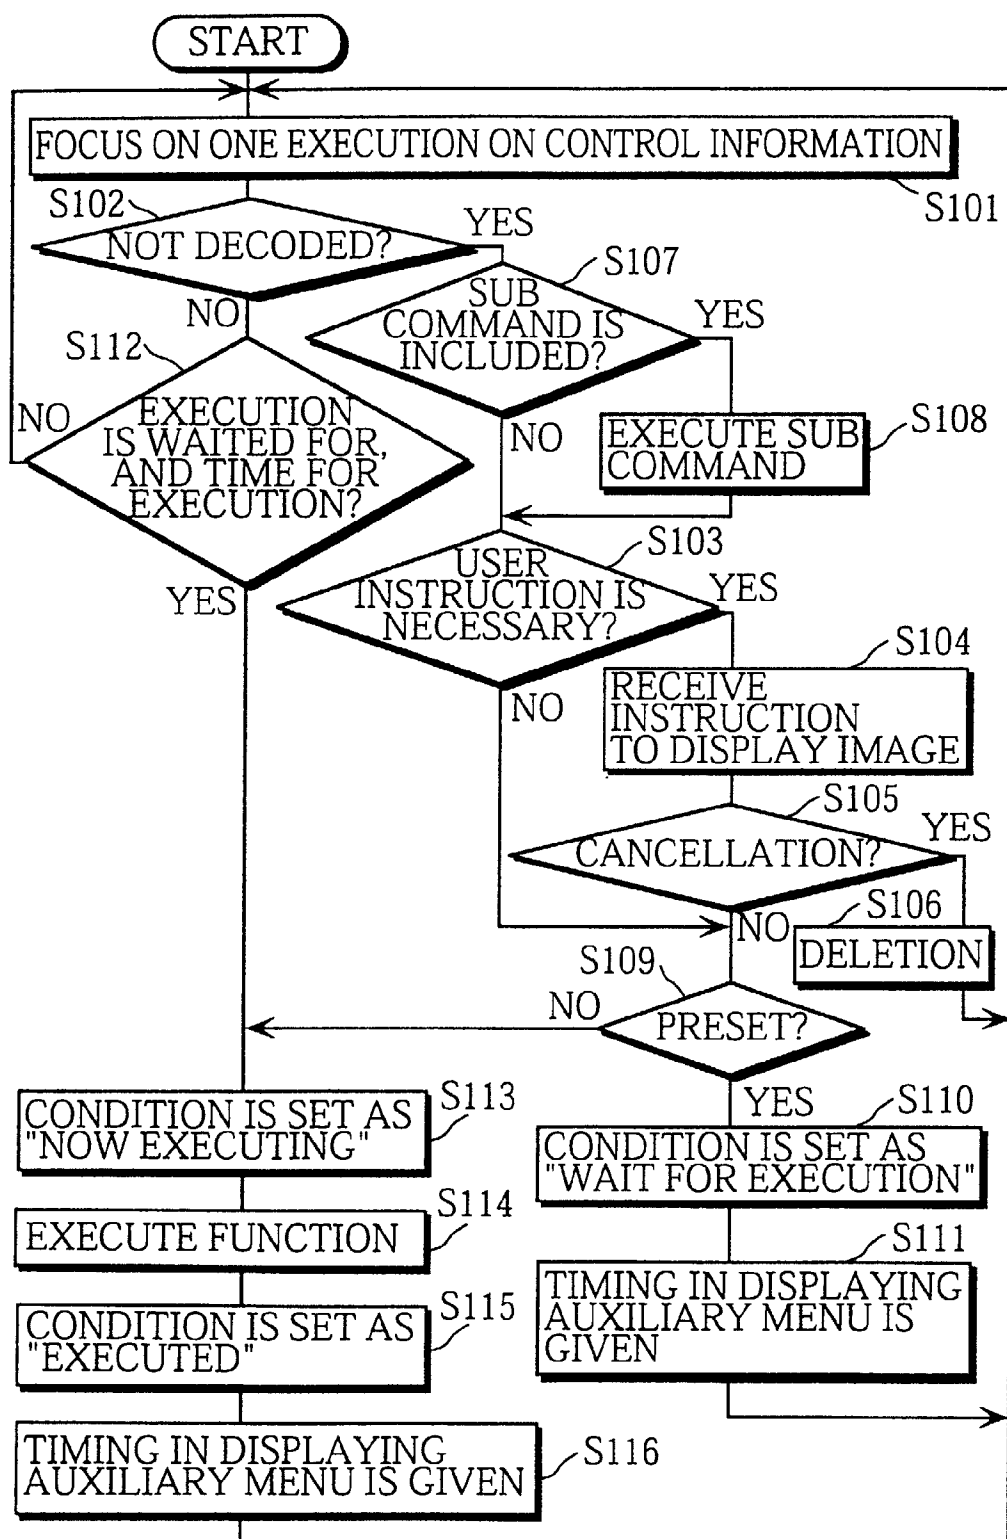 START
FOCUS ON ONE EXECUTION ON CONTROL INFORMATION
S101
S102
NOT DECODED?
YES
NO
S107
SUB
COMMAND IS
INCLUDED?
YES
NO
S108
EXECUTE SUB
COMMAND
S112
EXECUTION
IS WAITED FOR,
AND TIME FOR
EXECUTION?
NO
YES
S103
USER
INSTRUCTION IS
NECESSARY?
YES
NO
S104
RECEIVE
INSTRUCTION
TO DISPLAY IMAGE
S105
CANCELLATION?
YES
NO
S106
DELETION
S109
PRESET?
NO
YES
S113
CONDITION IS SET AS
"NOW EXECUTING"
S110
CONDITION IS SET AS
"WAIT FOR EXECUTION"
S114
EXECUTE FUNCTION
S111
TIMING IN DISPLAYING
AUXILIARY MENU IS
GIVEN
S115
CONDITION IS SET AS
"EXECUTED"
S116
TIMING IN DISPLAYING
AUXILIARY MENU IS GIVEN